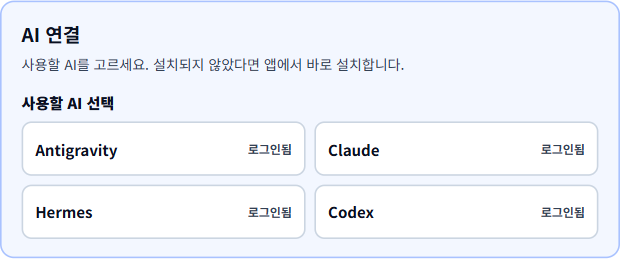 AI 연결
사용할 AI를 고르세요. 설치되지 않았다면 앱에서 바로 설치합니다.
사용할 AI 선택
Antigravity 로그인됨 Claude 로그인됨
Hermes 로그인됨 Codex 로그인됨